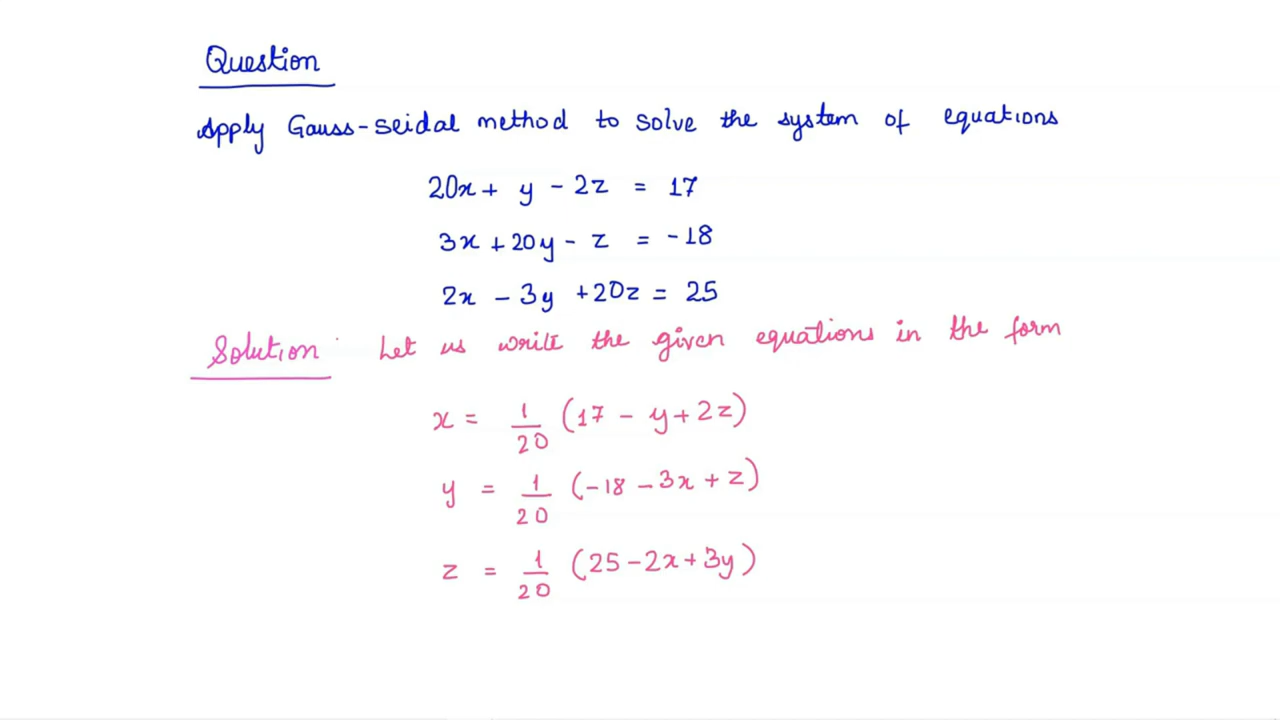 Question
Apply Gauss-seidal method to solve the system of equations
20x + y - 2z = 17
3x + 20y - z = -18
2x - 3y + 20z = 25
Solution Let us write the given equations in the form
x = 1/20 (17 - y + 2z)
y = 1/20 (-18 - 3x + z)
z = 1/20 (25 - 2x + 3y)